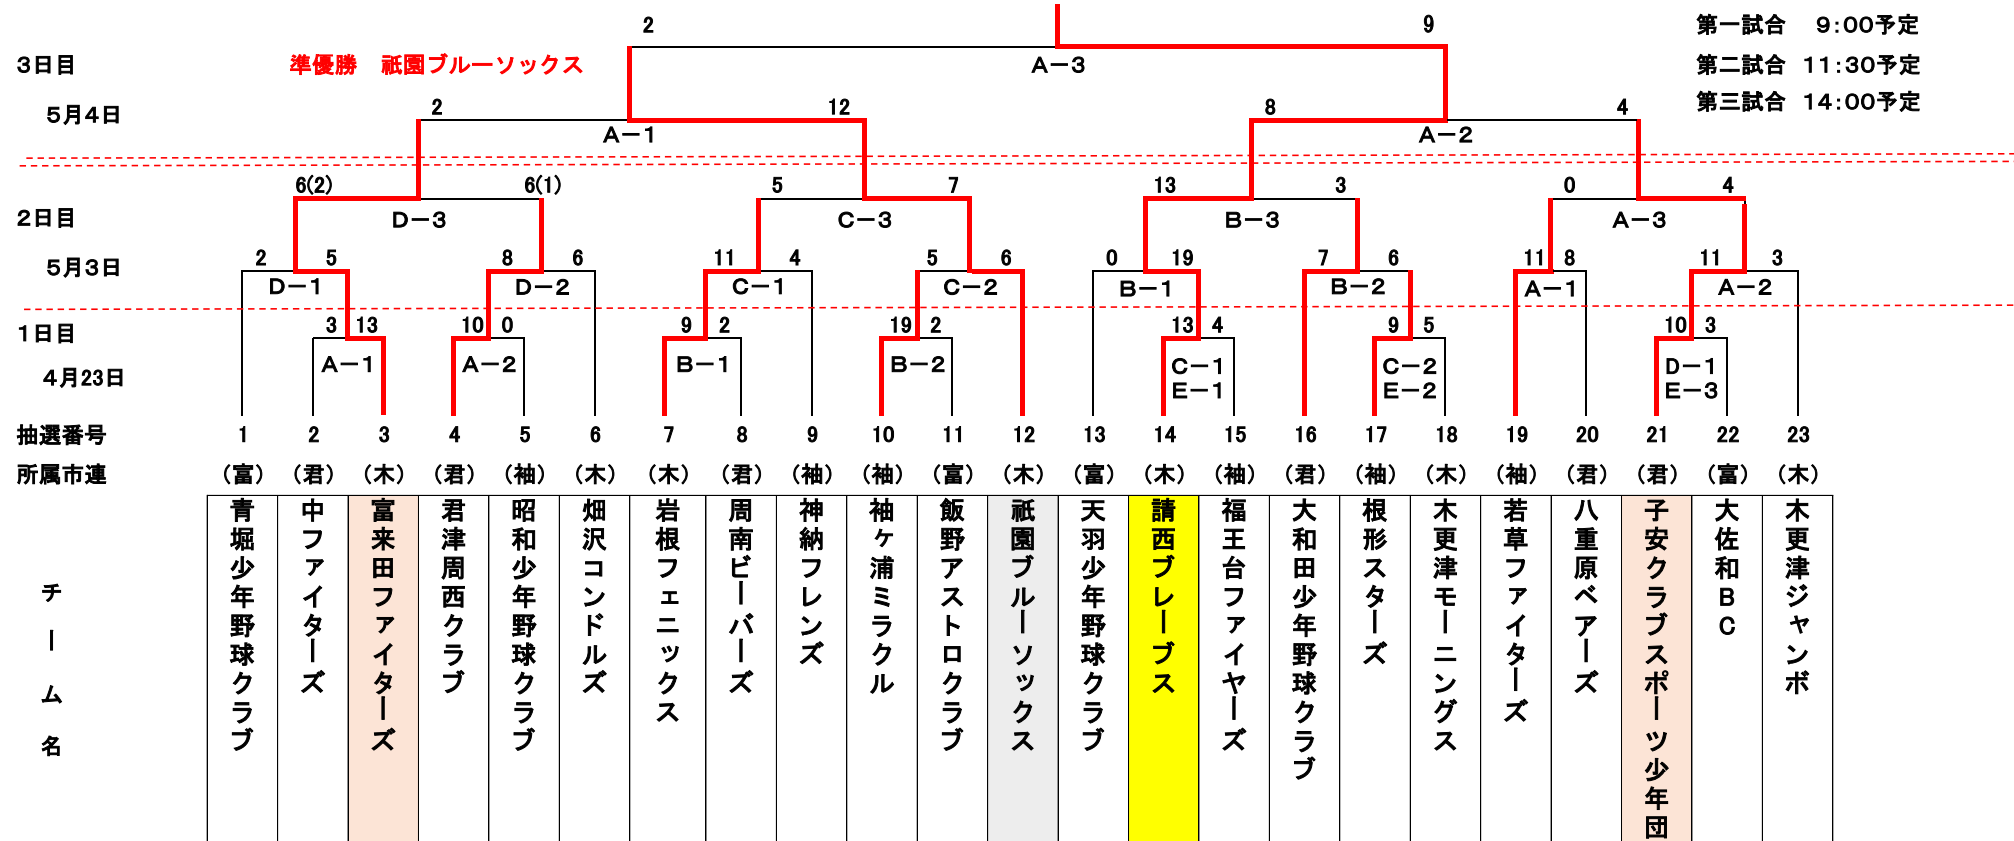 2 9 第一試合 9:00予定
3日目 準優勝 祇園ブルーソックス A-3 第二試合 11:30予定
5月4日 2 12 8 4 第三試合 14:00予定
A-1 A-2
6(2) 6(1) 5 7 13 3 0 4
2日目 D-3 C-3 B-3 A-3
5月3日 2 5 8 6 11 4 5 6 0 19 7 6 11 8 11 3
D-1 D-2 C-1 C-2 B-1 B-2 A-1 A-2
1日目 3 13 10 0 9 2 19 2 13 4 9 5 10 3
4月23日 A-1 A-2 B-1 B-2 C-1 C-2 D-1
E-1 E-2 E-3
抽選番号 1 2 3 4 5 6 7 8 9 10 11 12 13 14 15 16 17 18 19 20 21 22 23
所属市連 (富) (君) (木) (君) (袖) (木) (木) (君) (袖) (袖) (富) (木) (富) (木) (袖) (君) (袖) (木) (袖) (君) (君) (富) (木)
チーム名
青堀少年野球クラブ
中ファイターズ
富来田ファイターズ
君津周西クラブ
昭和少年野球クラブ
畑沢コンドルズ
岩根フェニックス
周南ビーバーズ
神納フレンズ
袖ヶ浦ミラクル
飯野アストロクラブ
祇園ブルーソックス
天羽少年野球クラブ
請西ブレーブス
福王台ファイヤーズ
大和田少年野球クラブ
根形スターズ
木更津モーニングス
若草ファイターズ
八重原ベアーズ
子安クラブスポーツ少年団
大佐和BC
木更津ジャンボ